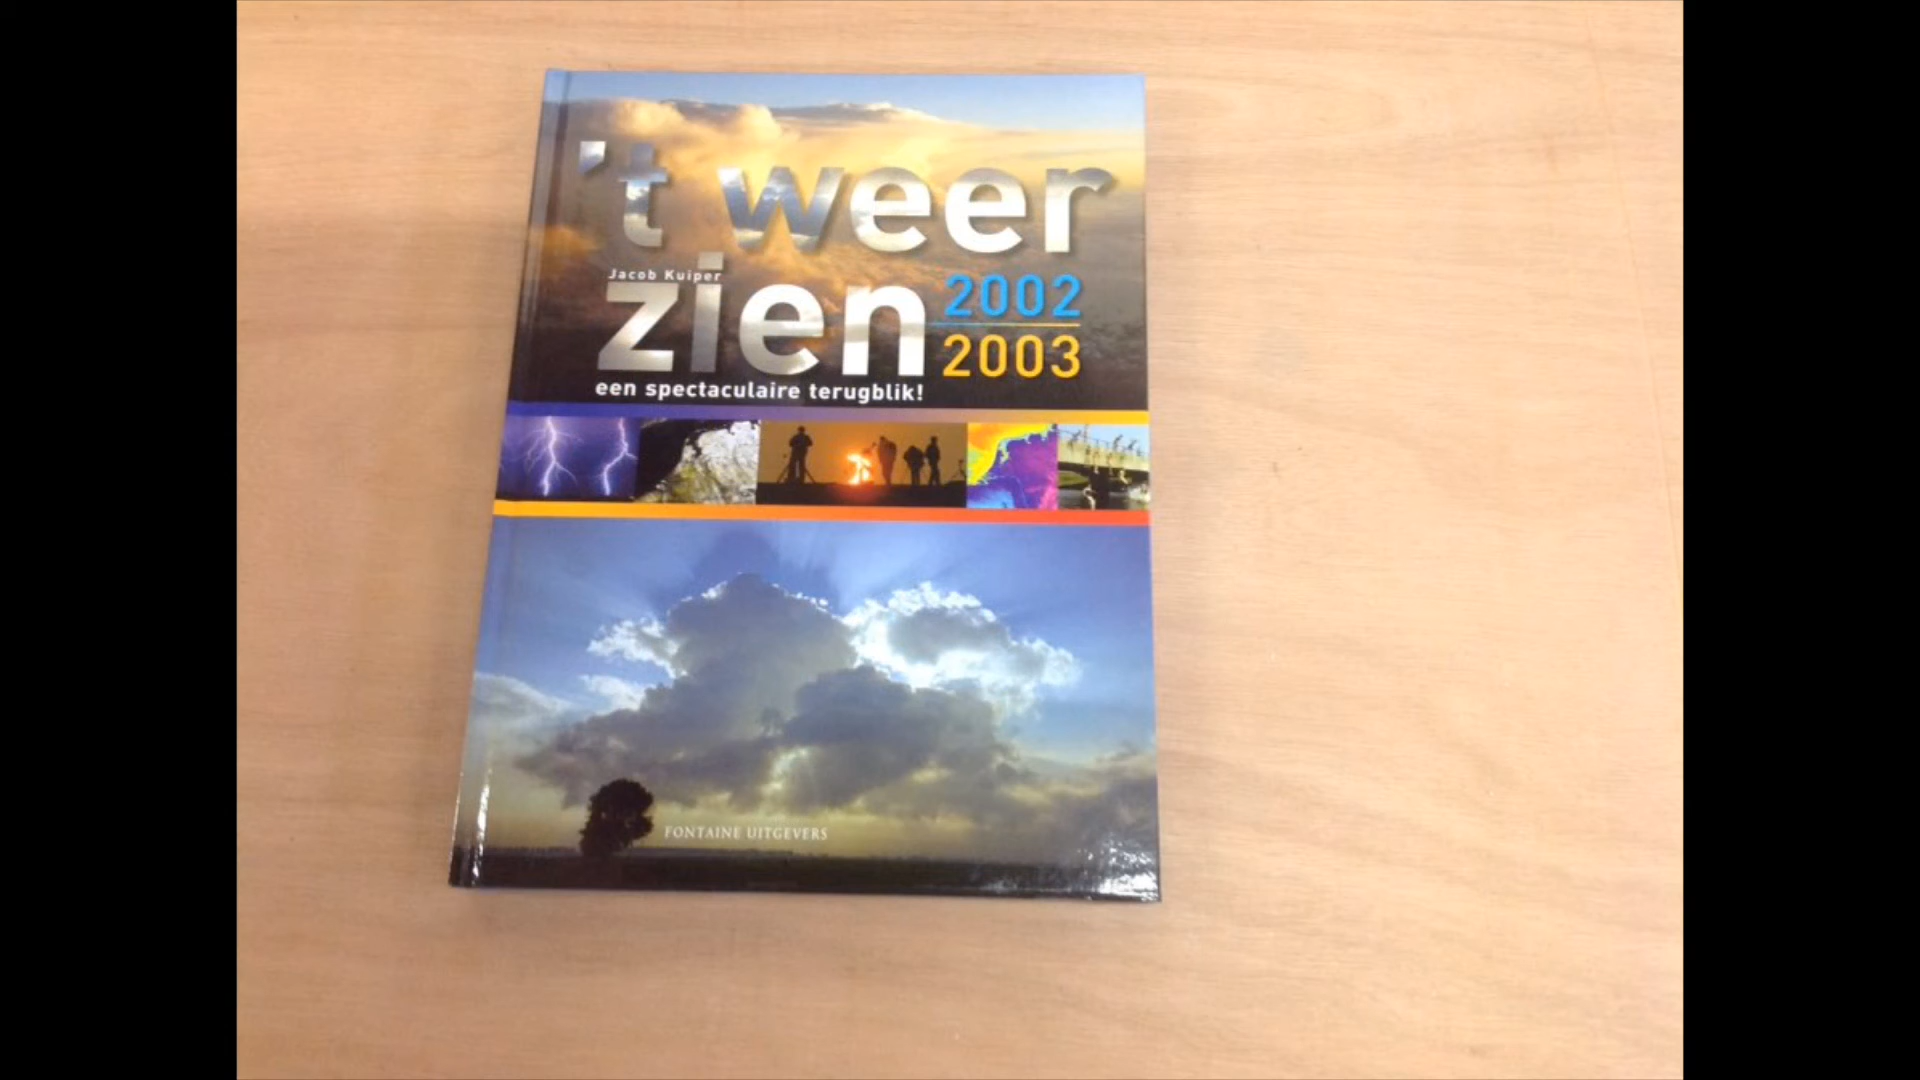 't weer
Jacob Kuiper
zien
2002
2003
een spectaculaire terugblik!
FONTAINE UITGEVERS